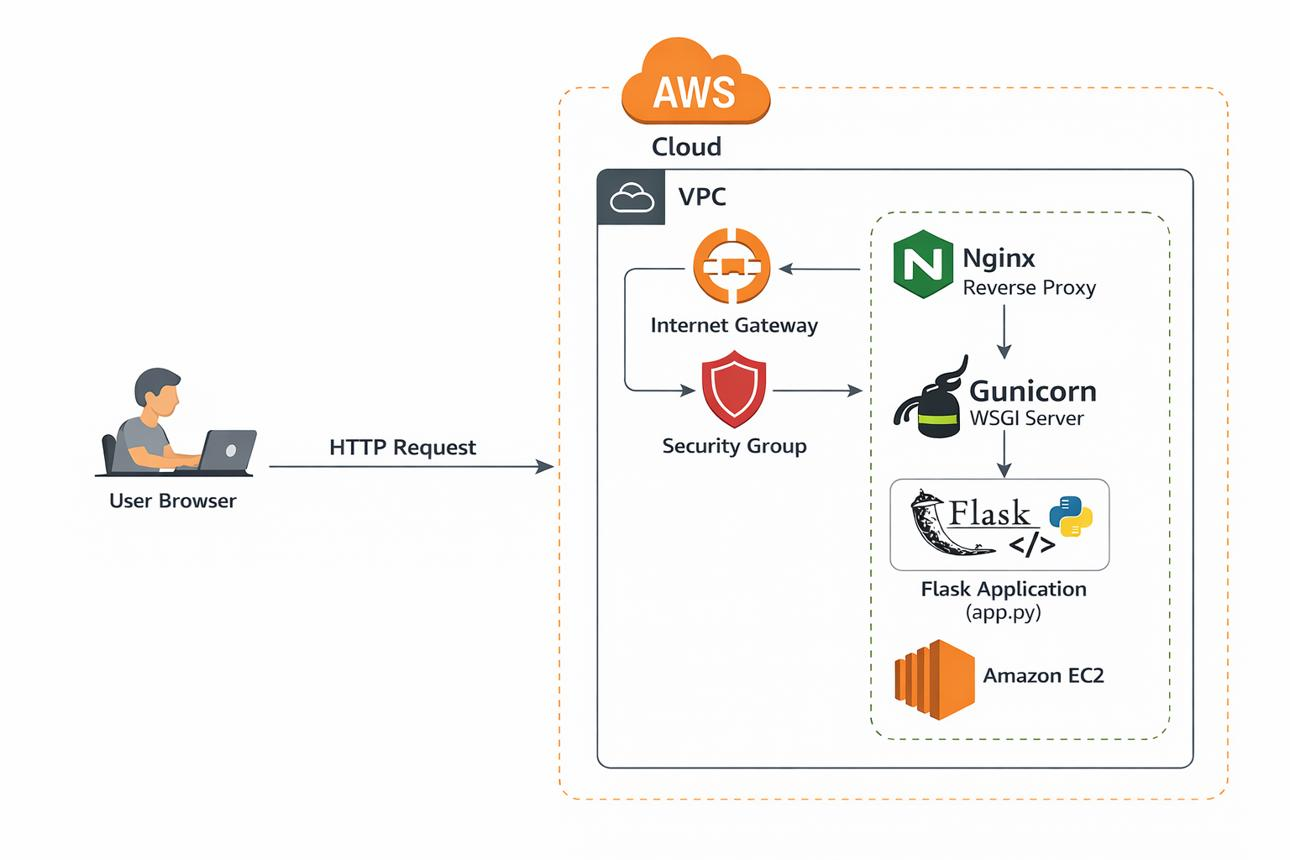 AWS
Cloud
VPC
Internet Gateway
Security Group
HTTP Request
User Browser
N
Nginx
Reverse Proxy
Gunicorn
WSGI Server
Flask
</>
Flask Application
(app.py)
Amazon EC2